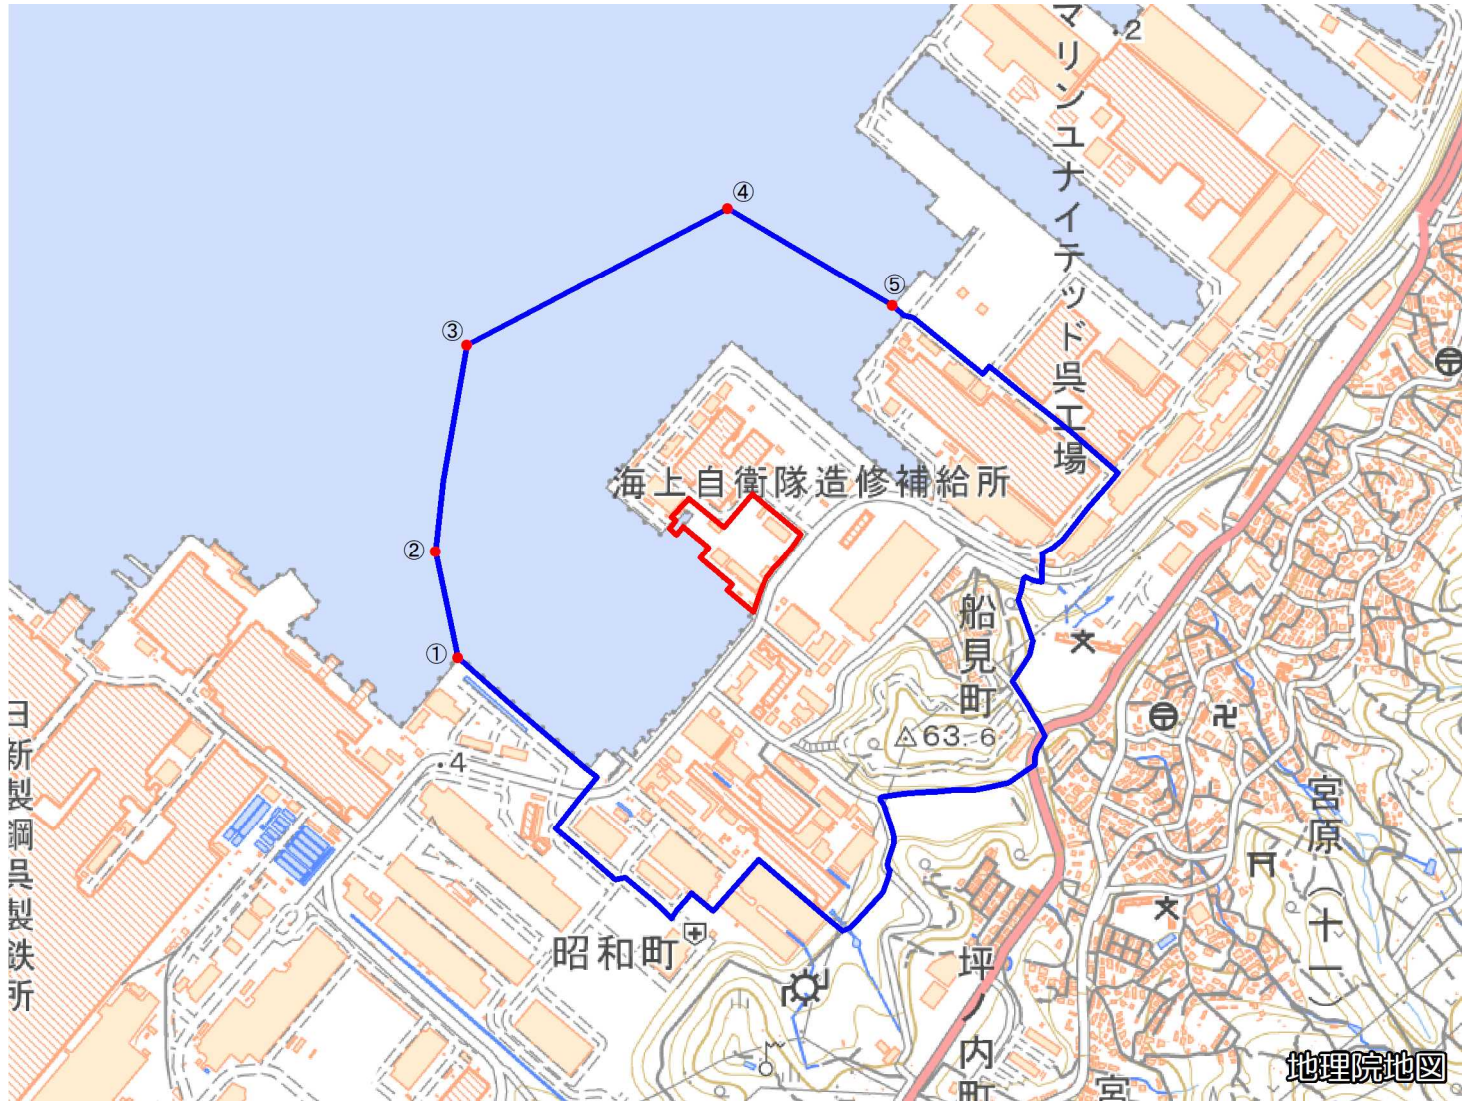 マリンユナイテッド呉工場
・2
④
⑤
③
海上自衛隊造修補給所
②
船見町
①
63.6
・4
日新製鋼呉製鉄所
宮原(十一)
昭和町
坪ノ内町
宮
地理院地図